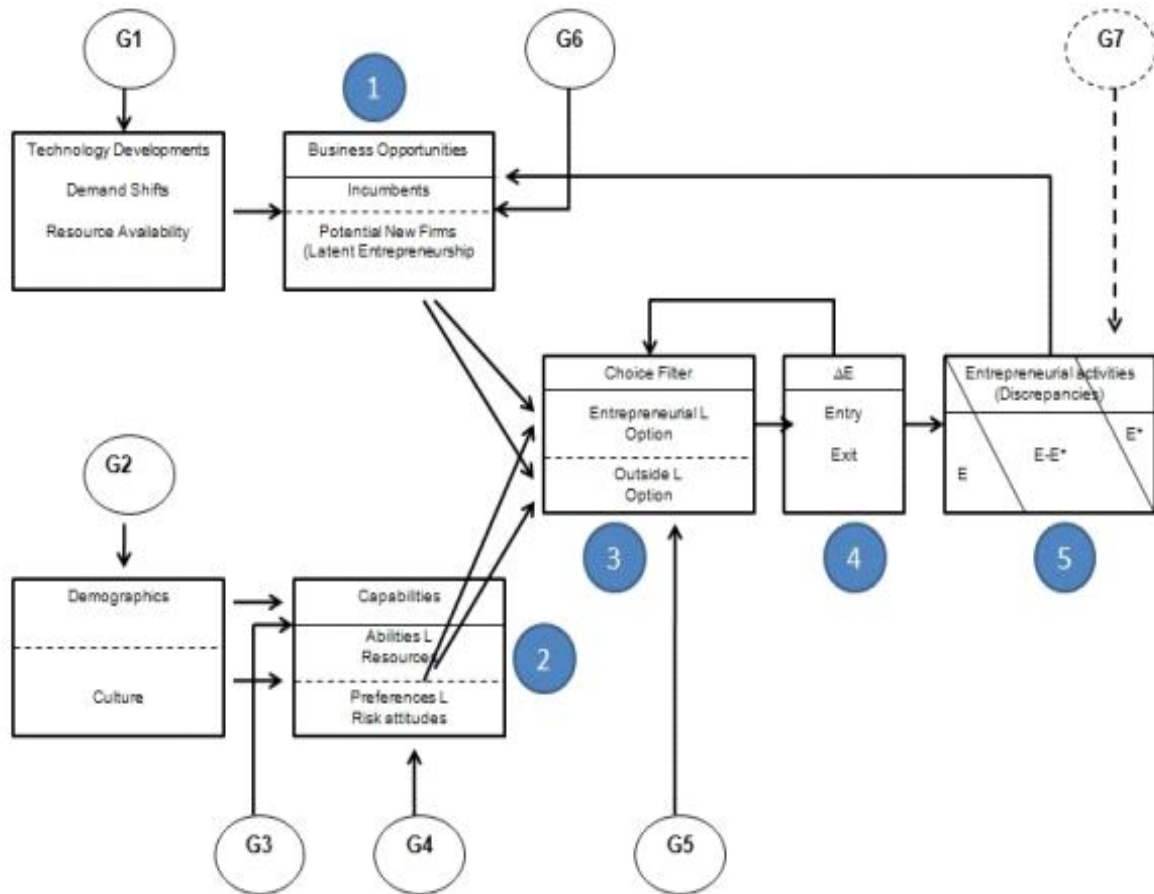 G1
G6
G7
1
Technology Developments
Demand Shifts
Resource Availability
Business Opportunities
Incumbents
Potential New Firms
(Latent Entrepreneurship
Choice Filter
Entrepreneurial L
Option
Outside L
Option
ΔE
Entry
Exit
Entrepreneurial activities
(Discrepancies)
E
E-E*
E*
3
4
5
G2
Demographics
Culture
Capabilities
Abilities L
Resources
Preferences L
Risk attitudes
2
G3
G4
G5